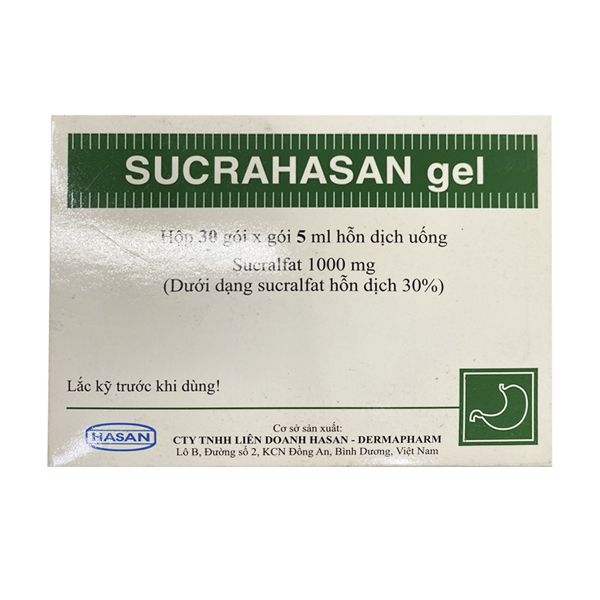 SUCRAHASAN gel
Hộp 30 gói x gói 5 ml hỗn dịch uống
Sucralfat 1000 mg
(Dưới dạng sucralfat hỗn dịch 30%)
Lắc kỹ trước khi dùng!
HASAN
Cơ sở sản xuất:
CTY TNHH LIÊN DOANH HASAN - DERMAPHARM
Lô B, Đường số 2, KCN Đồng An, Bình Dương, Việt Nam